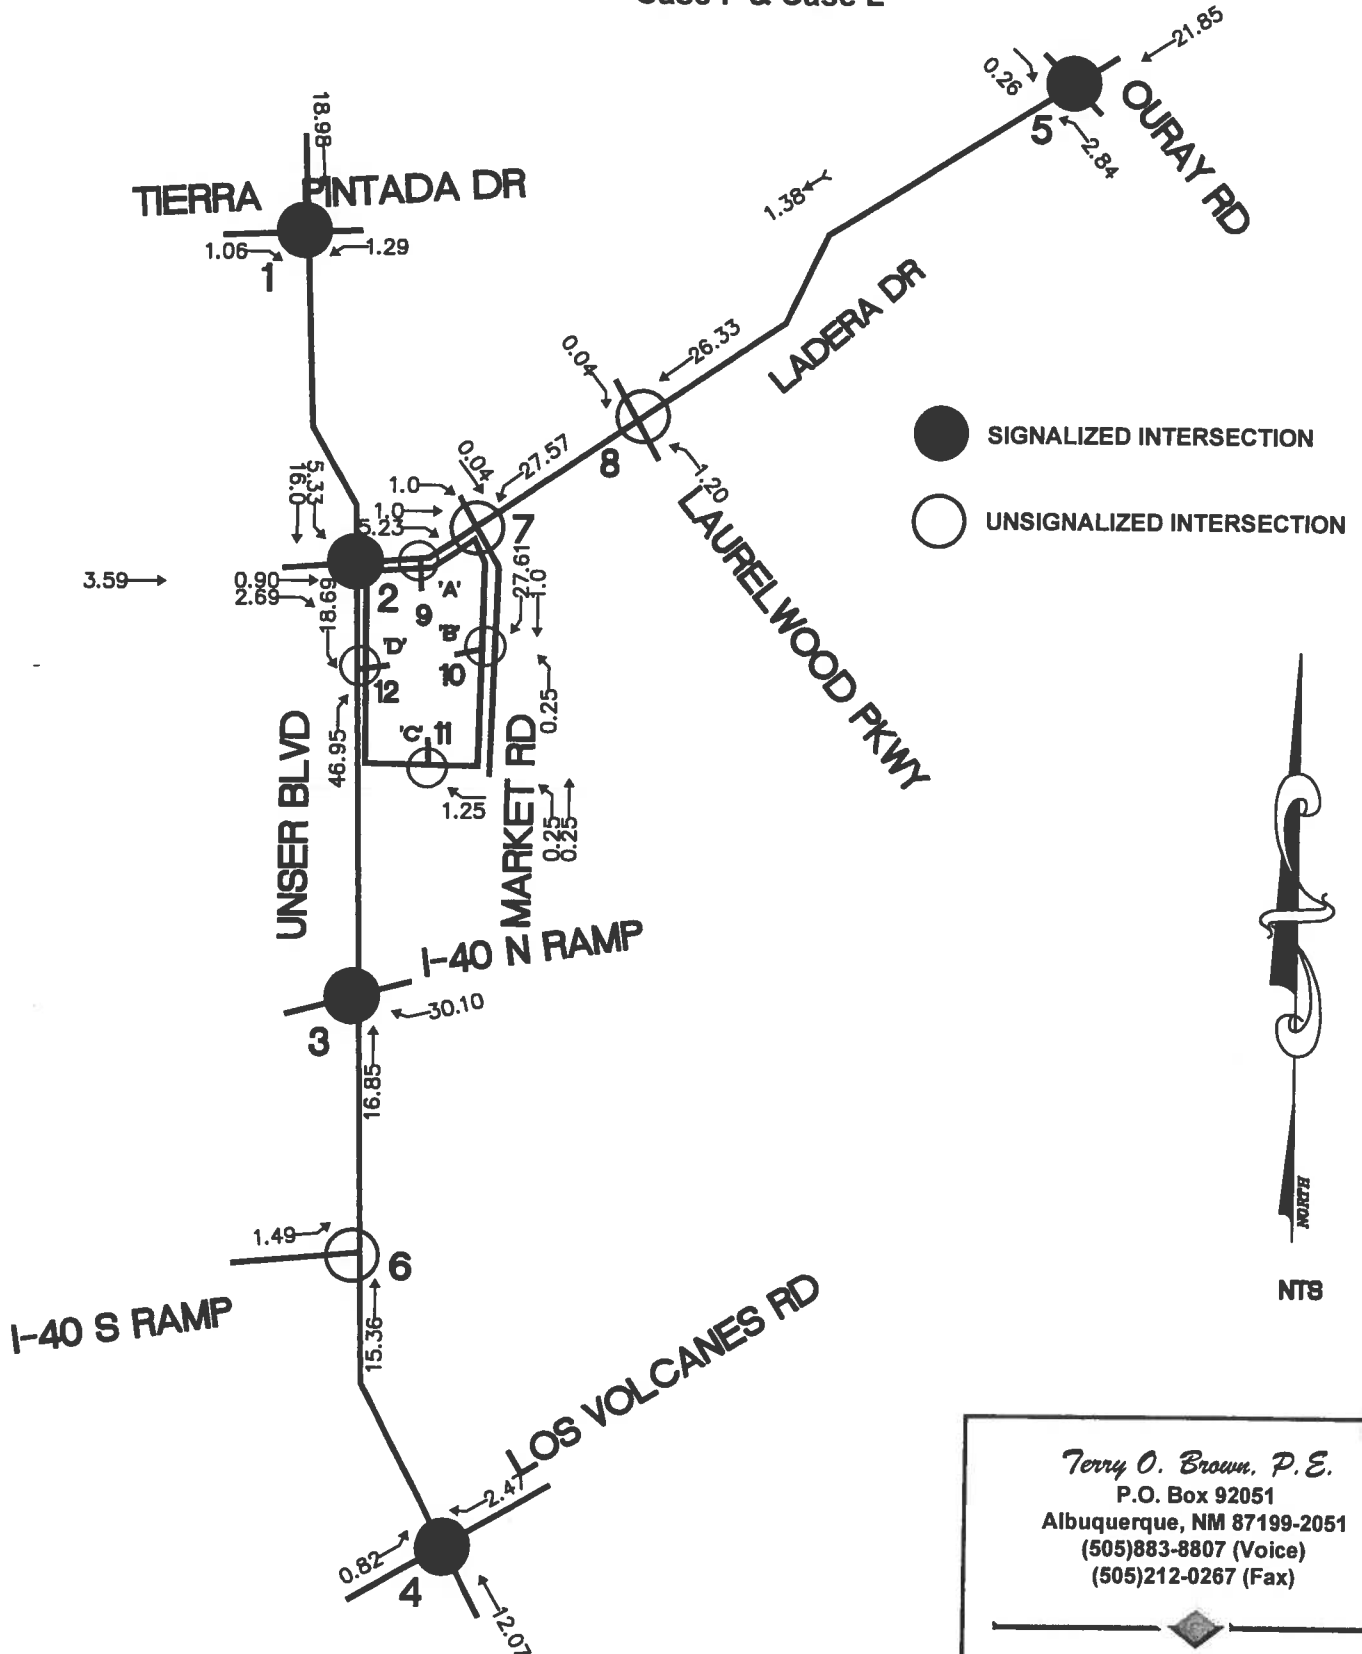 21.85
0.26
5
2.84
OURAY RD
18.98
TIERRA PINTADA DR
1.06
1.29
1
1.38
LADERA DR
26.33
0.04
8
1.20
LAURELWOOD PKWY
SIGNALIZED INTERSECTION
UNSIGNALIZED INTERSECTION
27.57
0.04
1.0
1.0
5.23
7
16.0
5.33
3.59
0.90
2.69
18.69
2
9
'A'
'B'
10
27.61
1.0
0.25
'D'
12
46.95
UNSER BLVD
'C'
11
1.25
MARKET RD
0.25
0.25
I-40 N RAMP
30.10
3
16.85
1.49
6
I-40 S RAMP
15.36
LOS VOLCANES RD
2.47
0.82
4
12.07
NORTH
NTS
Terry O. Brown, P.E.
P.O. Box 92051
Albuquerque, NM 87199-2051
(505)883-8807 (Voice)
(505)212-0267 (Fax)